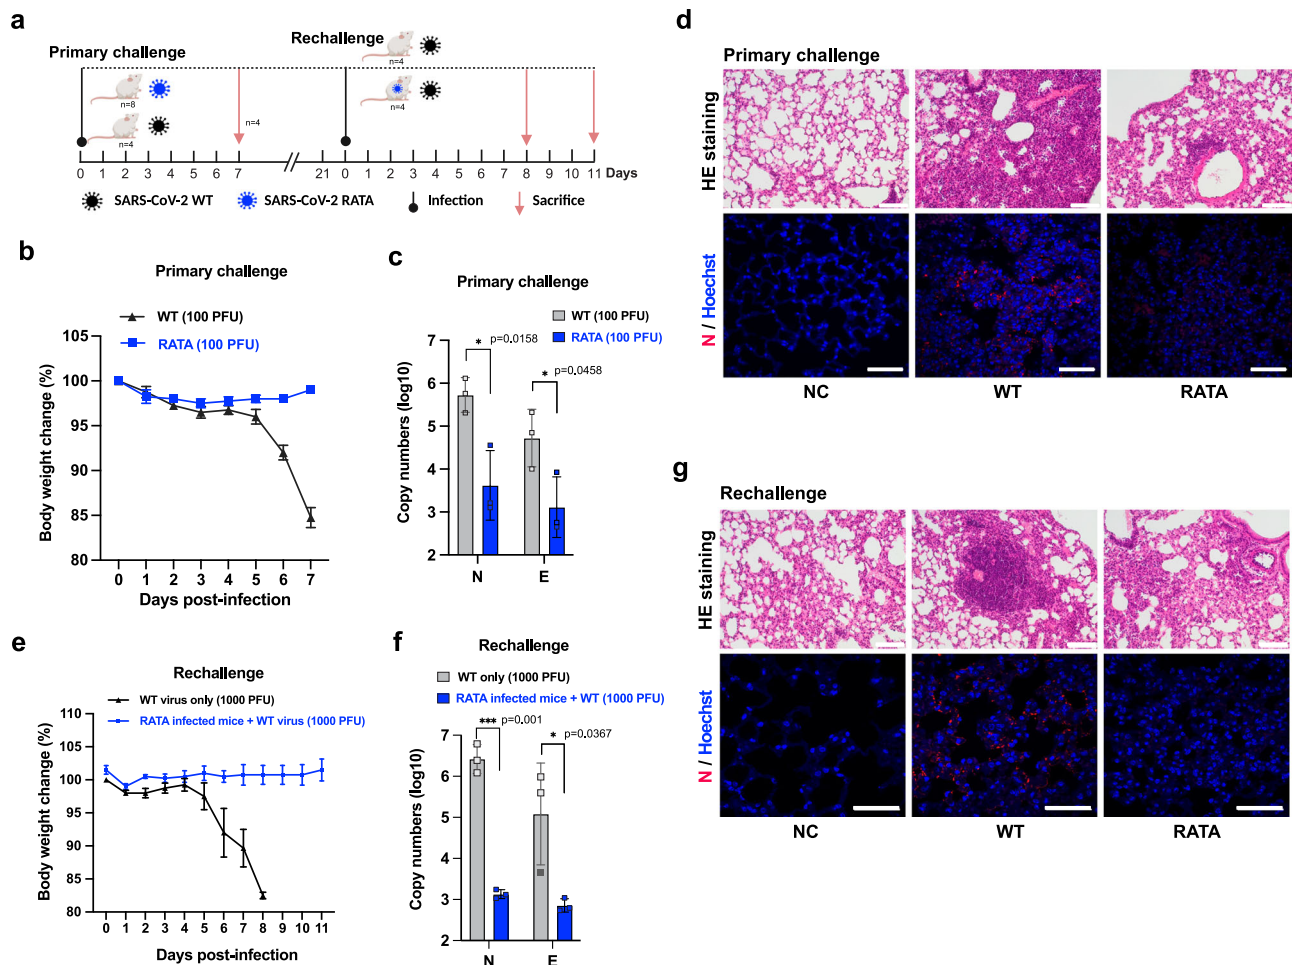 a
Primary challenge
Rechallenge
n=4
n=8
n=4
n=4
n=4
0 1 2 3 4 5 6 7 21 0 1 2 3 4 5 6 7 8 9 10 11 Days
SARS-CoV-2 WT SARS-CoV-2 RATA Infection Sacrifice
b
Primary challenge
WT (100 PFU)
RATA (100 PFU)
Body weight change (%)
105
100
95
90
85
80
0 1 2 3 4 5 6 7
Days post-infection
c
Primary challenge
WT (100 PFU)
RATA (100 PFU)
* p=0.0158
* p=0.0458
Copy numbers (log10)
7
6
5
4
3
2
N E
d
Primary challenge
HE staining
N / Hoechst
NC WT RATA
e
Rechallenge
WT virus only (1000 PFU)
RATA infected mice + WT virus (1000 PFU)
Body weight change (%)
110
105
100
95
90
85
80
0 1 2 3 4 5 6 7 8 9 10 11
Days post-infection
f
Rechallenge
WT only (1000 PFU)
RATA infected mice + WT (1000 PFU)
*** p=0.001
* p=0.0367
Copy numbers (log10)
7
6
5
4
3
2
N E
g
Rechallenge
HE staining
N / Hoechst
NC WT RATA